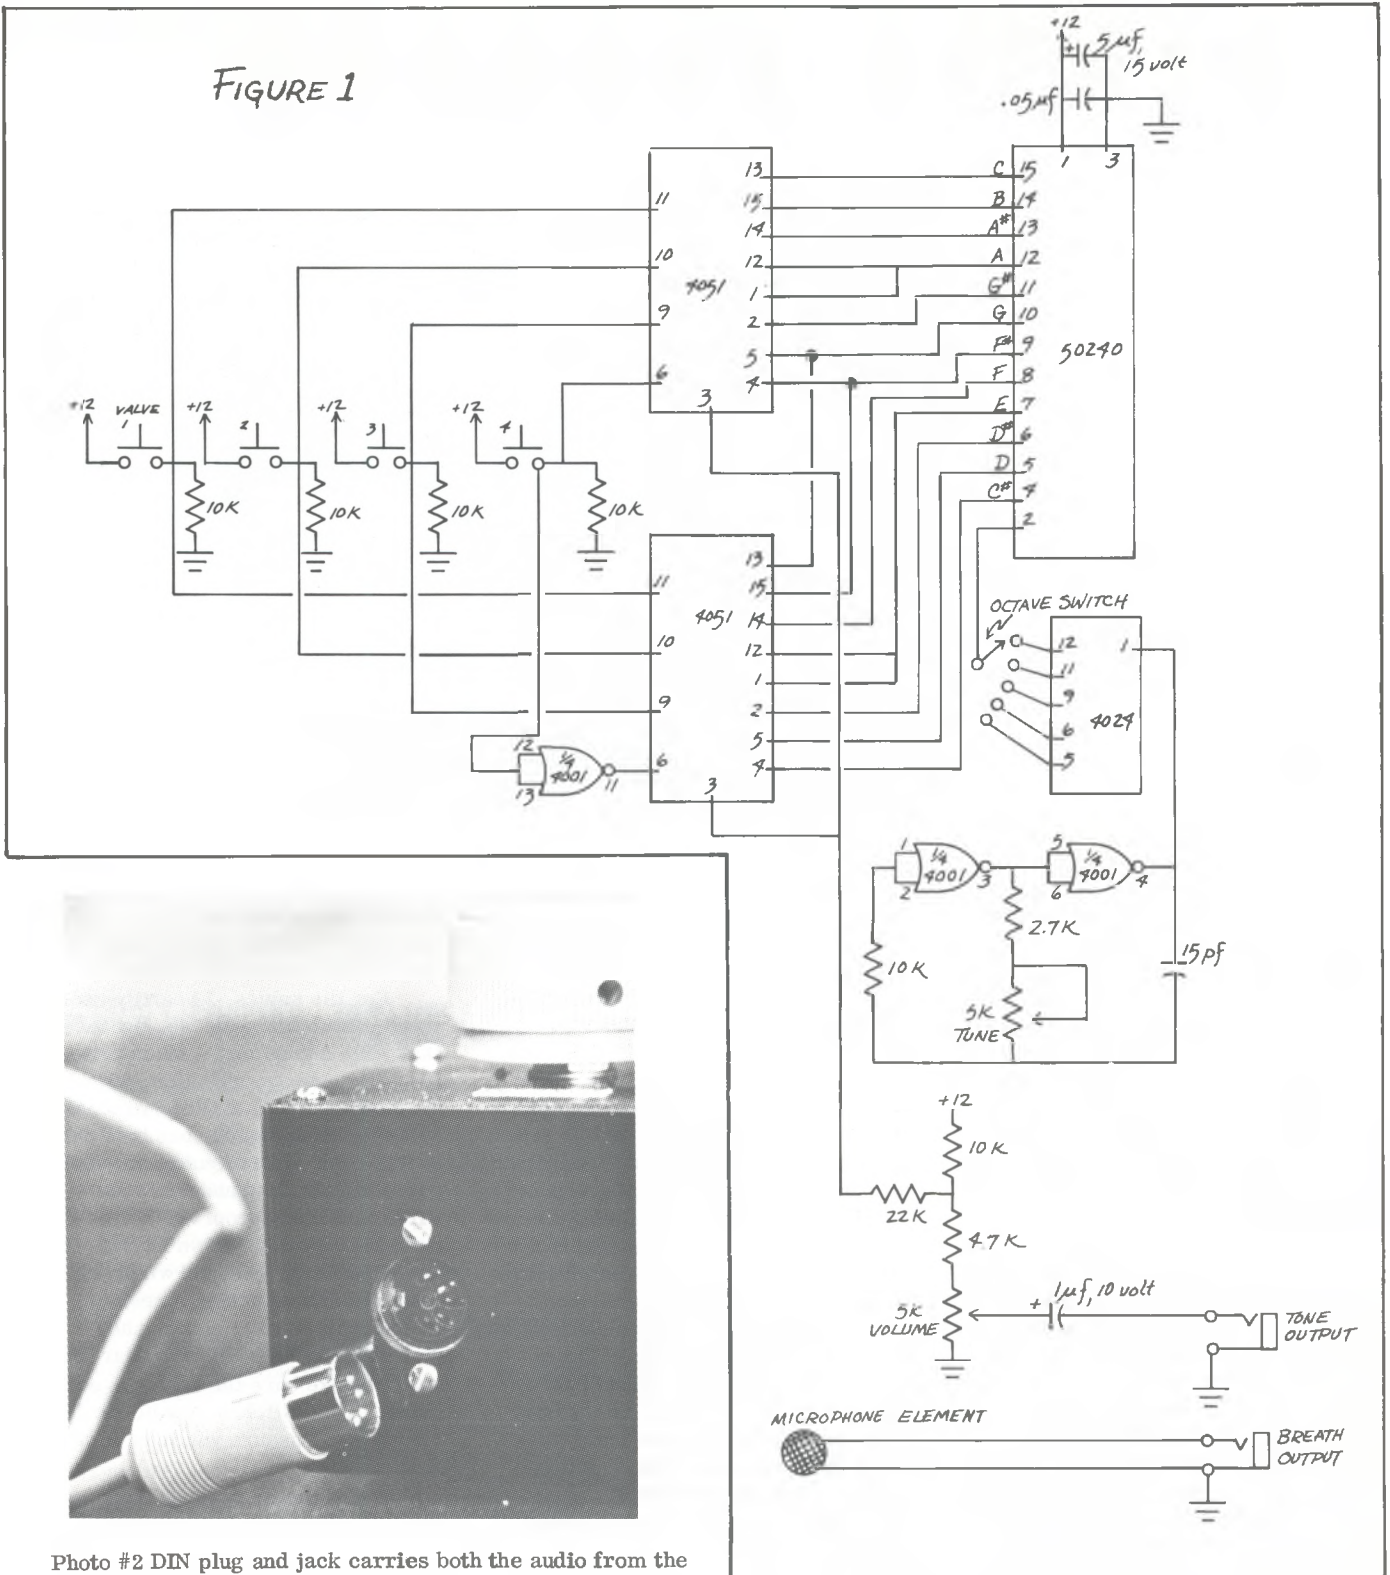 FIGURE 1
+12
5 µf,
15 volt
.05 µf
1 3
13 C 15
11 15 B 14
14 A# 13
10 12 A 12
4051
1 G# 11
9 2 G 10
5 F# 9
50240
6 4 F 8
3 E 7
D# 6
D 5
C# 4
2
+12 VALVE 1
+12 2
+12 3
+12 4
10K
10K
10K
10K
13
11 15
4051 14
10 12
1
9 2
5
6 4
3
12
1/4
4001
13 11
OCTAVE SWITCH
12 1
11
9
4024
6
5
1
1/4
4001
2 3
5
1/4
4001
6 4
2.7K
15pf
10K
5K
TUNE
+12
10K
22K
4.7K
5K
VOLUME
+ 1µf, 10 volt
TONE
OUTPUT
MICROPHONE ELEMENT
BREATH
OUTPUT
Photo #2 DIN plug and jack carries both the audio from the